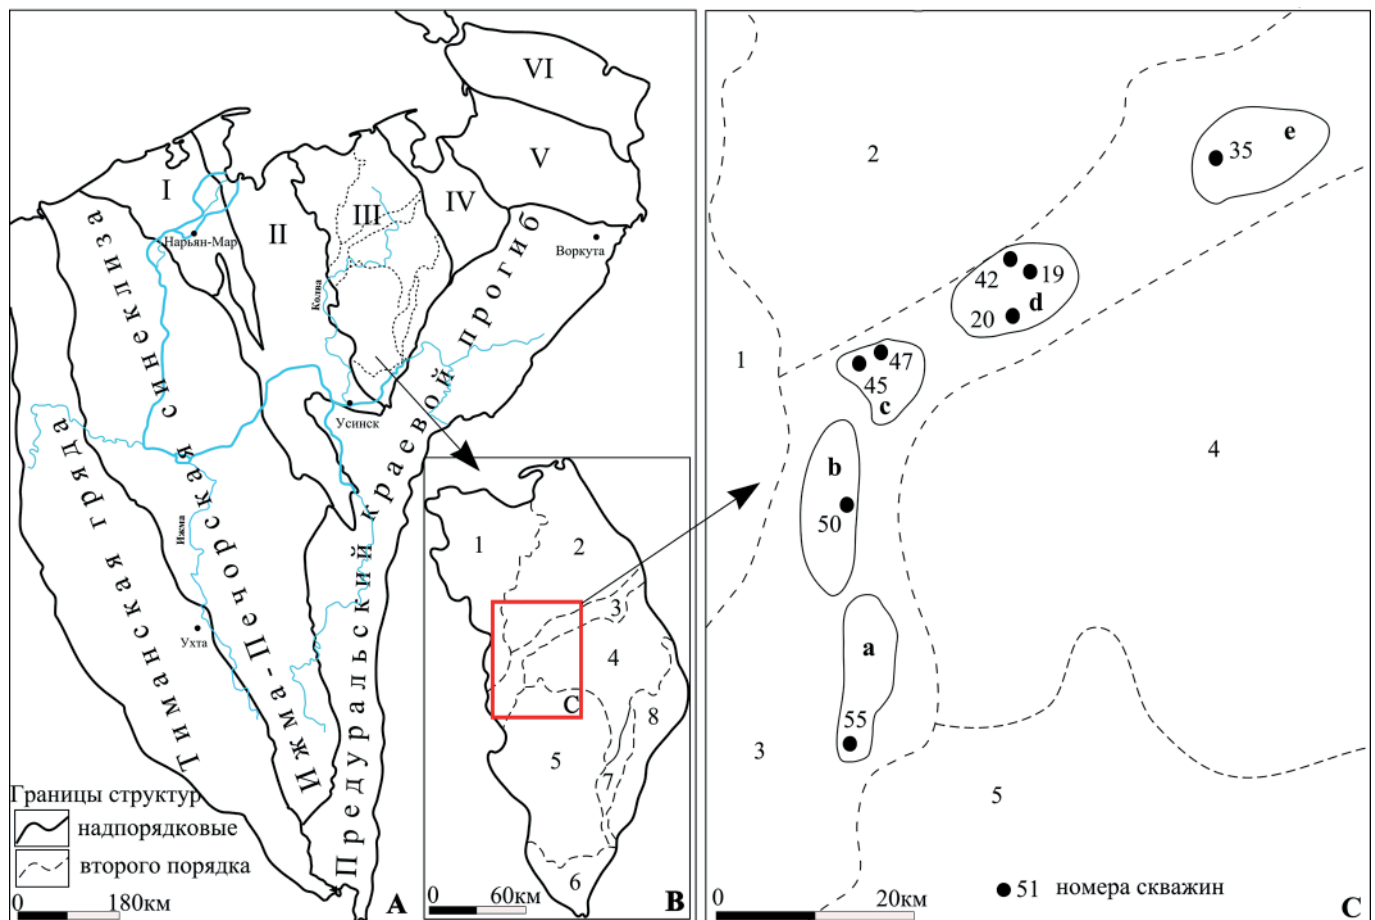 VI
V
I
II
III
IV
Нарьян-Мар
Воркута
Колва
Усинск
Ижма
Ухта
Тиманская гряда
Ижма-Печорская синеклиза
Предуральский краевой прогиб
Границы структур
надпорядковые
второго порядка
0 180км
A
1
2
3
4
C
5
7
8
6
0 60км
B
2
35 e
42 19
20 d
1
47
45
c
4
b
50
a
55
3
5
51 номера скважин
0 20км
C